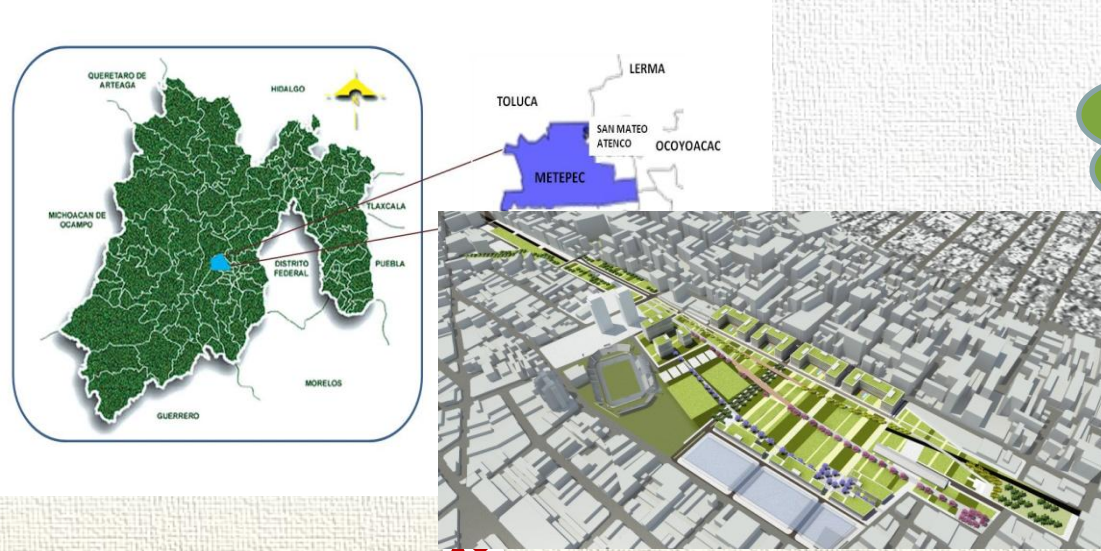 QUERETARO DE
ARTEAGA
HIDALGO
MICHOACAN DE
OCAMPO
TLAXCALA
DISTRITO
FEDERAL
PUEBLA
MORELOS
GUERRERO
LERMA
TOLUCA
SAN MATEO
ATENCO
OCOYOACAC
METEPEC